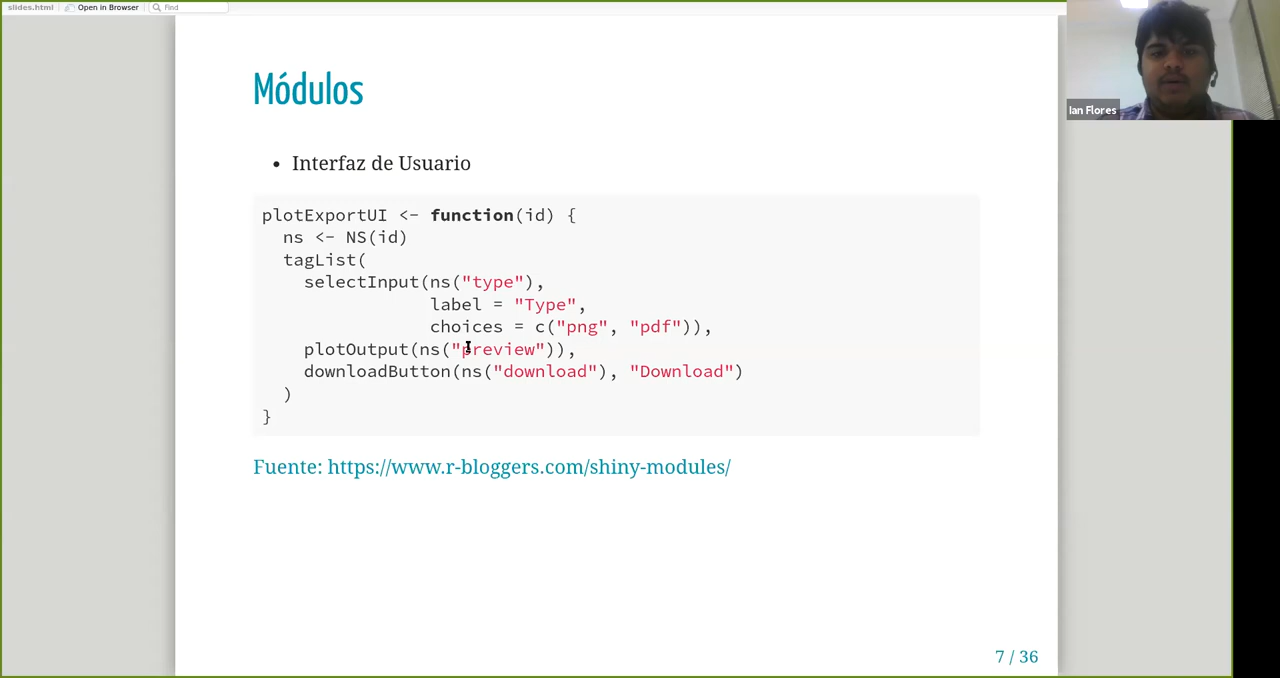 slides.html Open in Browser Find
Ian Flores
Módulos
• Interfaz de Usuario
plotExportUI <- function(id) {
  ns <- NS(id)
  tagList(
    selectInput(ns("type"),
                label = "Type",
                choices = c("png", "pdf")),
    plotOutput(ns("preview")),
    downloadButton(ns("download"), "Download")
  )
}
Fuente: https://www.r-bloggers.com/shiny-modules/
7 / 36